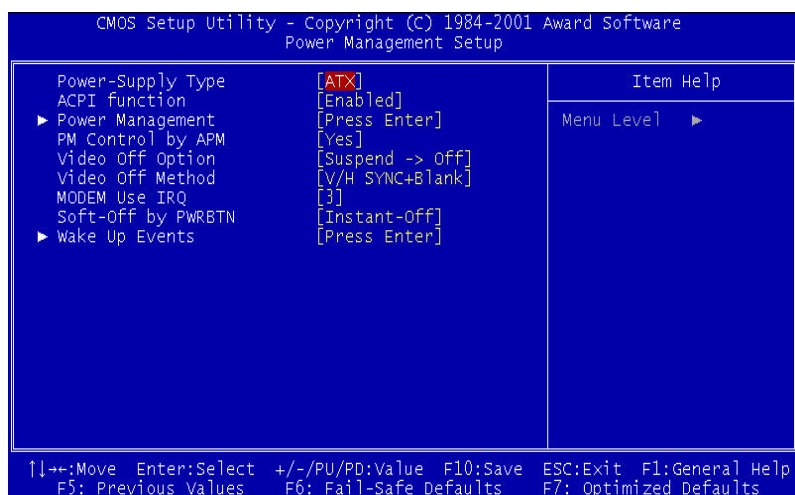 CMOS Setup Utility - Copyright (C) 1984-2001 Award Software
Power Management Setup
Power-Supply Type [ATX]
ACPI function [Enabled]
▶ Power Management [Press Enter]
PM Control by APM [Yes]
Video Off Option [Suspend -> Off]
Video Off Method [V/H SYNC+Blank]
MODEM Use IRQ [3]
Soft-Off by PWRBTN [Instant-Off]
▶ Wake Up Events [Press Enter]
Item Help
Menu Level ▶
↑↓→←:Move Enter:Select +/-/PU/PD:Value F10:Save ESC:Exit F1:General Help
F5: Previous Values F6: Fail-Safe Defaults F7: Optimized Defaults